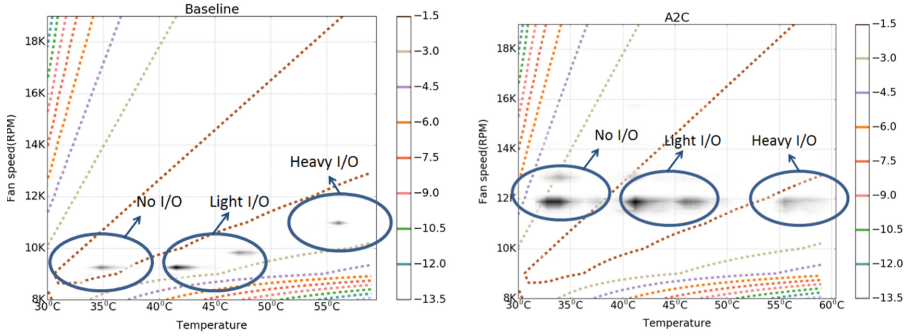 Baseline
18K
16K
14K
12K
10K
8K
Fan speed(RPM)
30°C
35°C
40°C
45°C
50°C
55°C
Temperature
No I/O
Light I/O
Heavy I/O
−1.5
−3.0
−4.5
−6.0
−7.5
−9.0
−10.5
−12.0
−13.5
A2C
18K
16K
14K
12K
10K
8K
Fan speed(RPM)
30°C
35°C
40°C
45°C
50°C
55°C
60°C
Temperature
No I/O
Light I/O
Heavy I/O
−1.5
−3.0
−4.5
−6.0
−7.5
−9.0
−10.5
−12.0
−13.5